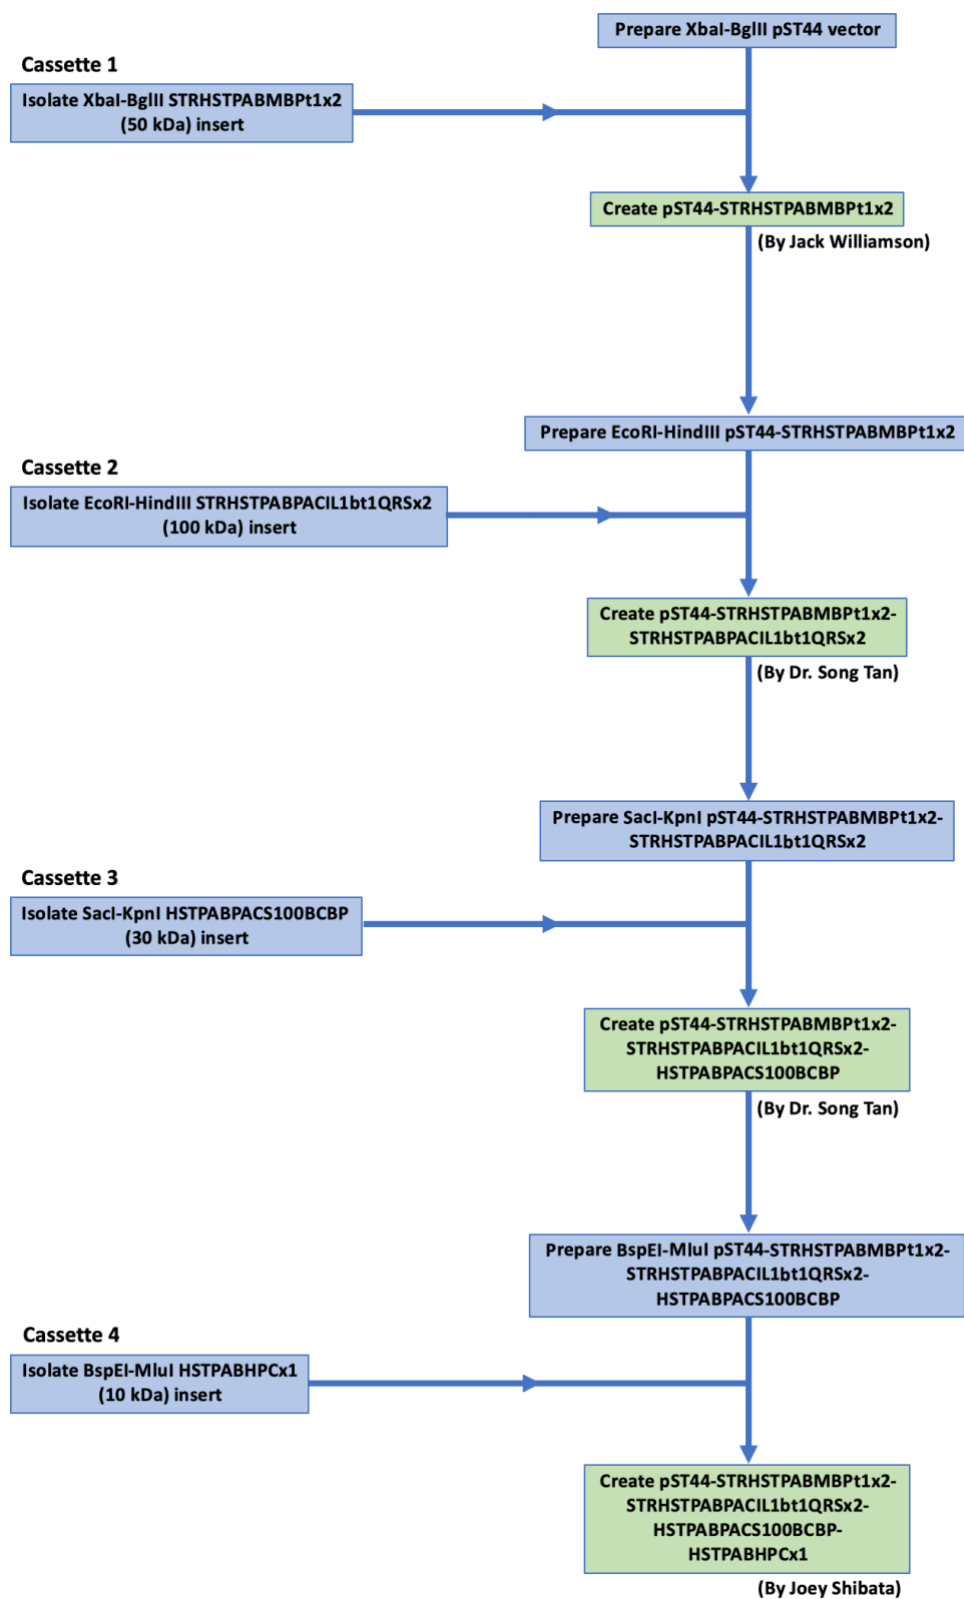 Prepare XbaI-BglII pST44 vector
Cassette 1
Isolate XbaI-BglII STRHSTPABMBPt1x2
(50 kDa) insert
Create pST44-STRHSTPABMBPt1x2
(By Jack Williamson)
Prepare EcoRI-HindIII pST44-STRHSTPABMBPt1x2
Cassette 2
Isolate EcoRI-HindIII STRHSTPABPACIL1bt1QRSx2
(100 kDa) insert
Create pST44-STRHSTPABMBPt1x2-
STRHSTPABPACIL1bt1QRSx2
(By Dr. Song Tan)
Prepare SacI-KpnI pST44-STRHSTPABMBPt1x2-
STRHSTPABPACIL1bt1QRSx2
Cassette 3
Isolate SacI-KpnI HSTPABPACS100BCBP
(30 kDa) insert
Create pST44-STRHSTPABMBPt1x2-
STRHSTPABPACIL1bt1QRSx2-
HSTPABPACS100BCBP
(By Dr. Song Tan)
Prepare BspEI-MluI pST44-STRHSTPABMBPt1x2-
STRHSTPABPACIL1bt1QRSx2-
HSTPABPACS100BCBP
Cassette 4
Isolate BspEI-MluI HSTPABHPCx1
(10 kDa) insert
Create pST44-STRHSTPABMBPt1x2-
STRHSTPABPACIL1bt1QRSx2-
HSTPABPACS100BCBP-
HSTPABHPCx1
(By Joey Shibata)